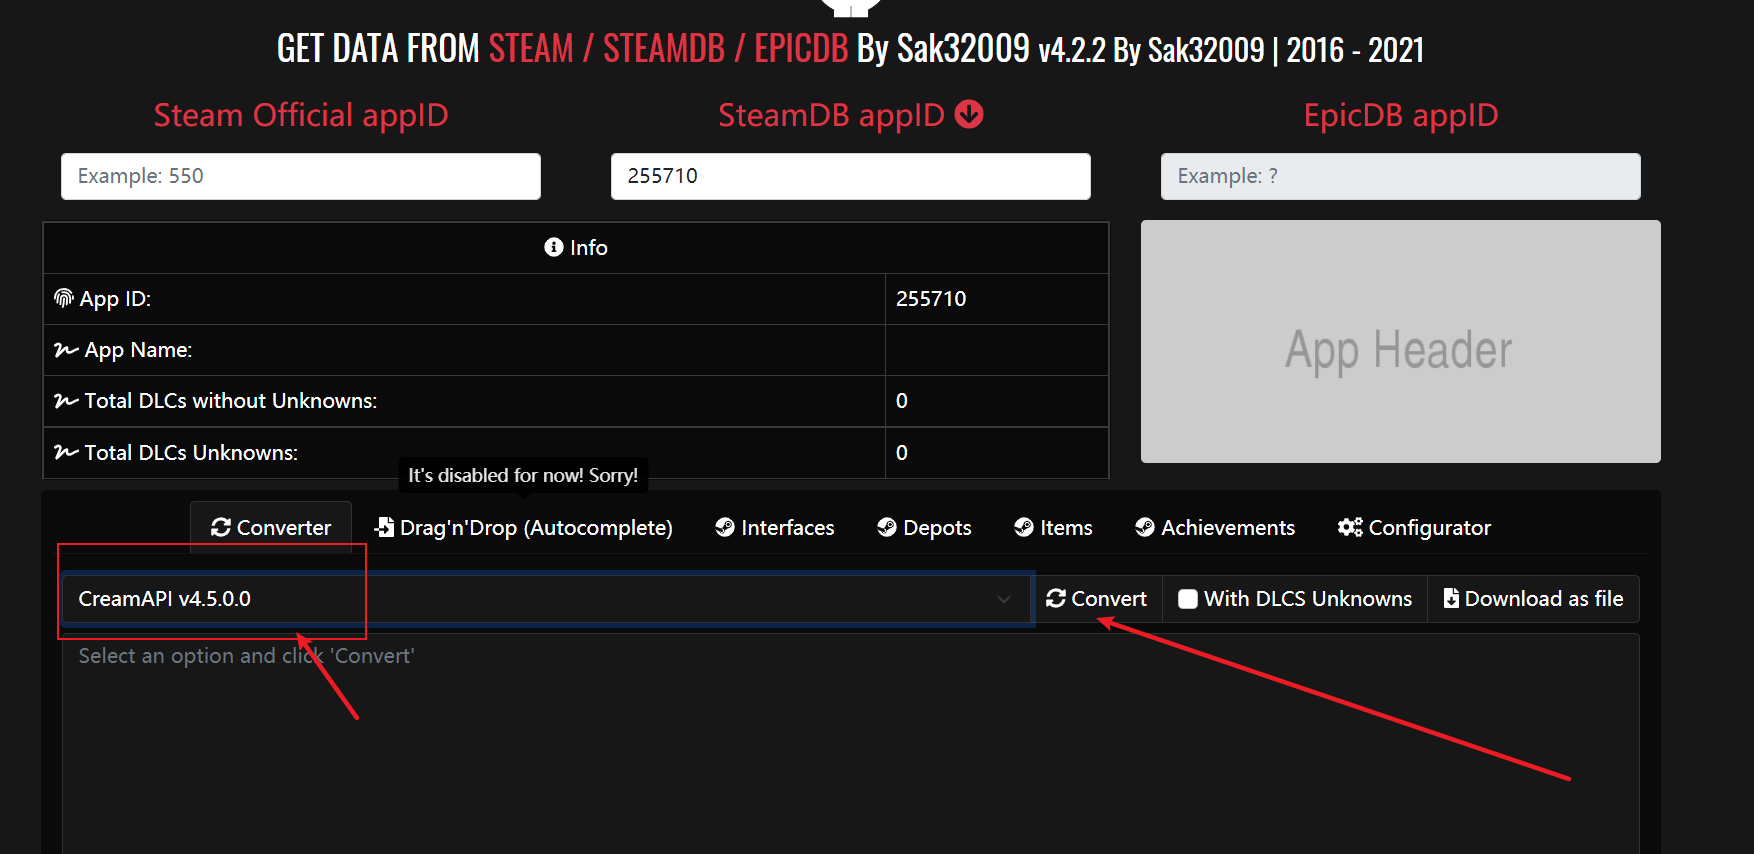 GET DATA FROM STEAM / STEAMDB / EPICDB By Sak32009 v4.2.2 By Sak32009 | 2016 - 2021
Steam Official appID
SteamDB appID
EpicDB appID
Example: 550
255710
Example: ?
Info
App ID: 255710
App Name:
Total DLCs without Unknowns: 0
Total DLCs Unknowns: 0
App Header
It's disabled for now! Sorry!
Converter
Drag'n'Drop (Autocomplete)
Interfaces
Depots
Items
Achievements
Configurator
CreamAPI v4.5.0.0
Convert
With DLCS Unknowns
Download as file
Select an option and click 'Convert'